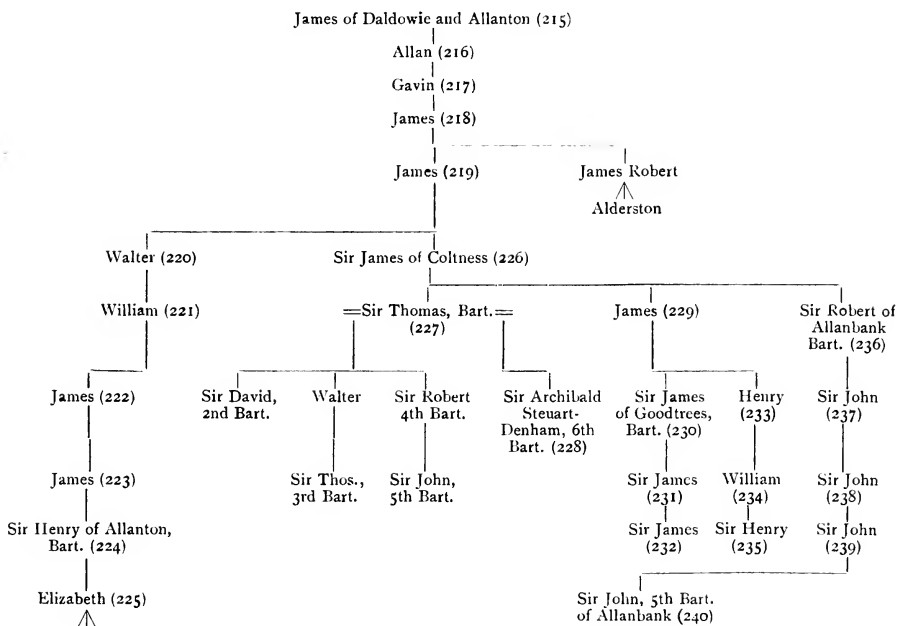 James of Daldowie and Allanton (215)
Allan (216)
Gavin (217)
James (218)
James (219)
James Robert
Alderston
Walter (220)
Sir James of Coltness (226)
William (221)
=Sir Thomas, Bart.=
(227)
James (229)
Sir Robert of
Allanbank
Bart. (236)
James (222)
Sir David,
2nd Bart.
Walter
Sir Robert
4th Bart.
Sir Archibald
Steuart-
Denham, 6th
Bart. (228)
Sir James
of Goodtrees,
Bart. (230)
Henry
(233)
Sir John
(237)
James (223)
Sir Thos.,
3rd Bart.
Sir John,
5th Bart.
Sir James
(231)
William
(234)
Sir John
(238)
Sir Henry of Allanton,
Bart. (224)
Sir James
(232)
Sir Henry
(235)
Sir John
(239)
Elizabeth (225)
Sir John, 5th Bart.
of Allanbank (240)